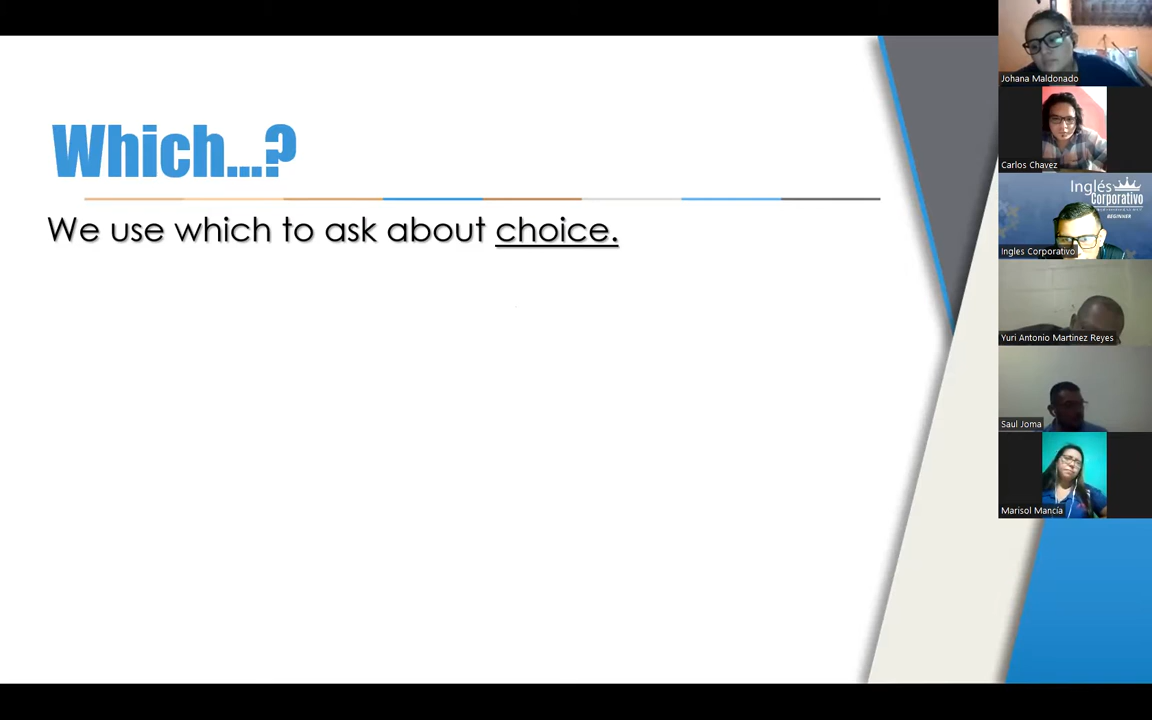 Which...?
We use which to ask about choice.
Johana Maldonado
Carlos Chavez
Inglés
Corporativo
BEGINNER
Ingles Corporativo
Yuri Antonio Martinez Reyes
Saul Joma
Marisol Mancía